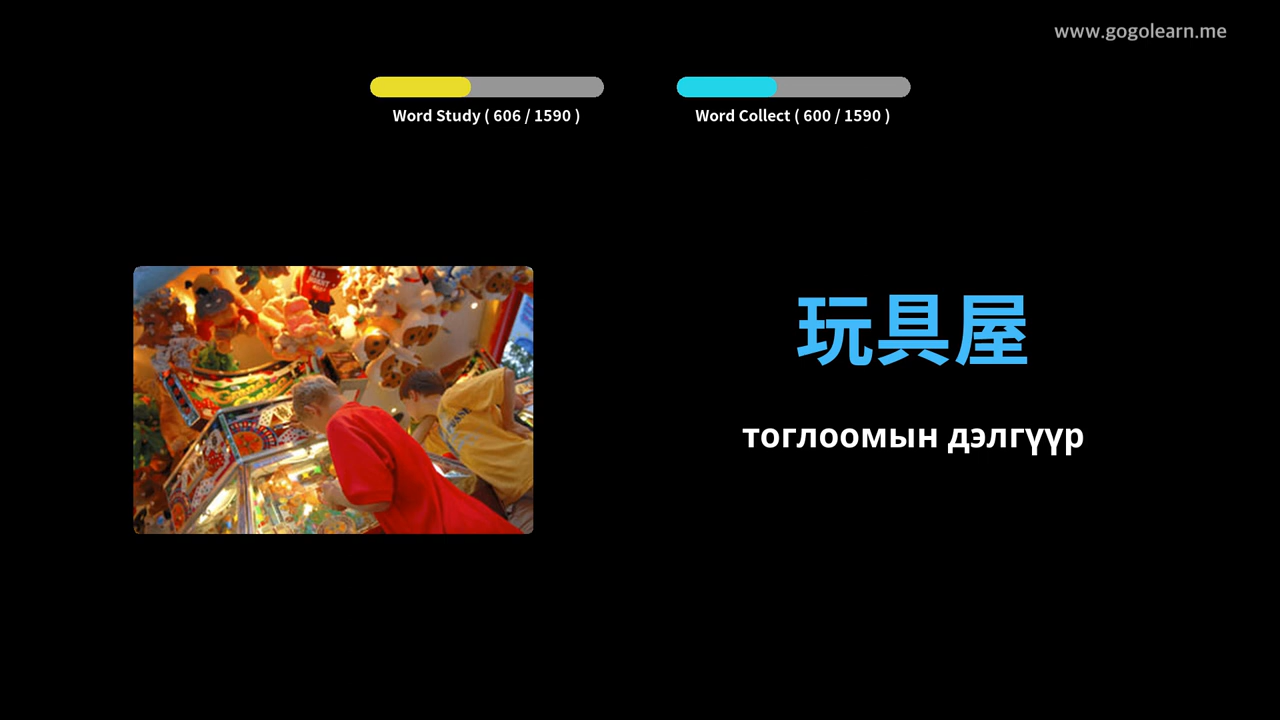 www.gogolearn.me
Word Study ( 606 / 1590 )
Word Collect ( 600 / 1590 )
玩具屋
тоглоомын дэлгүүр